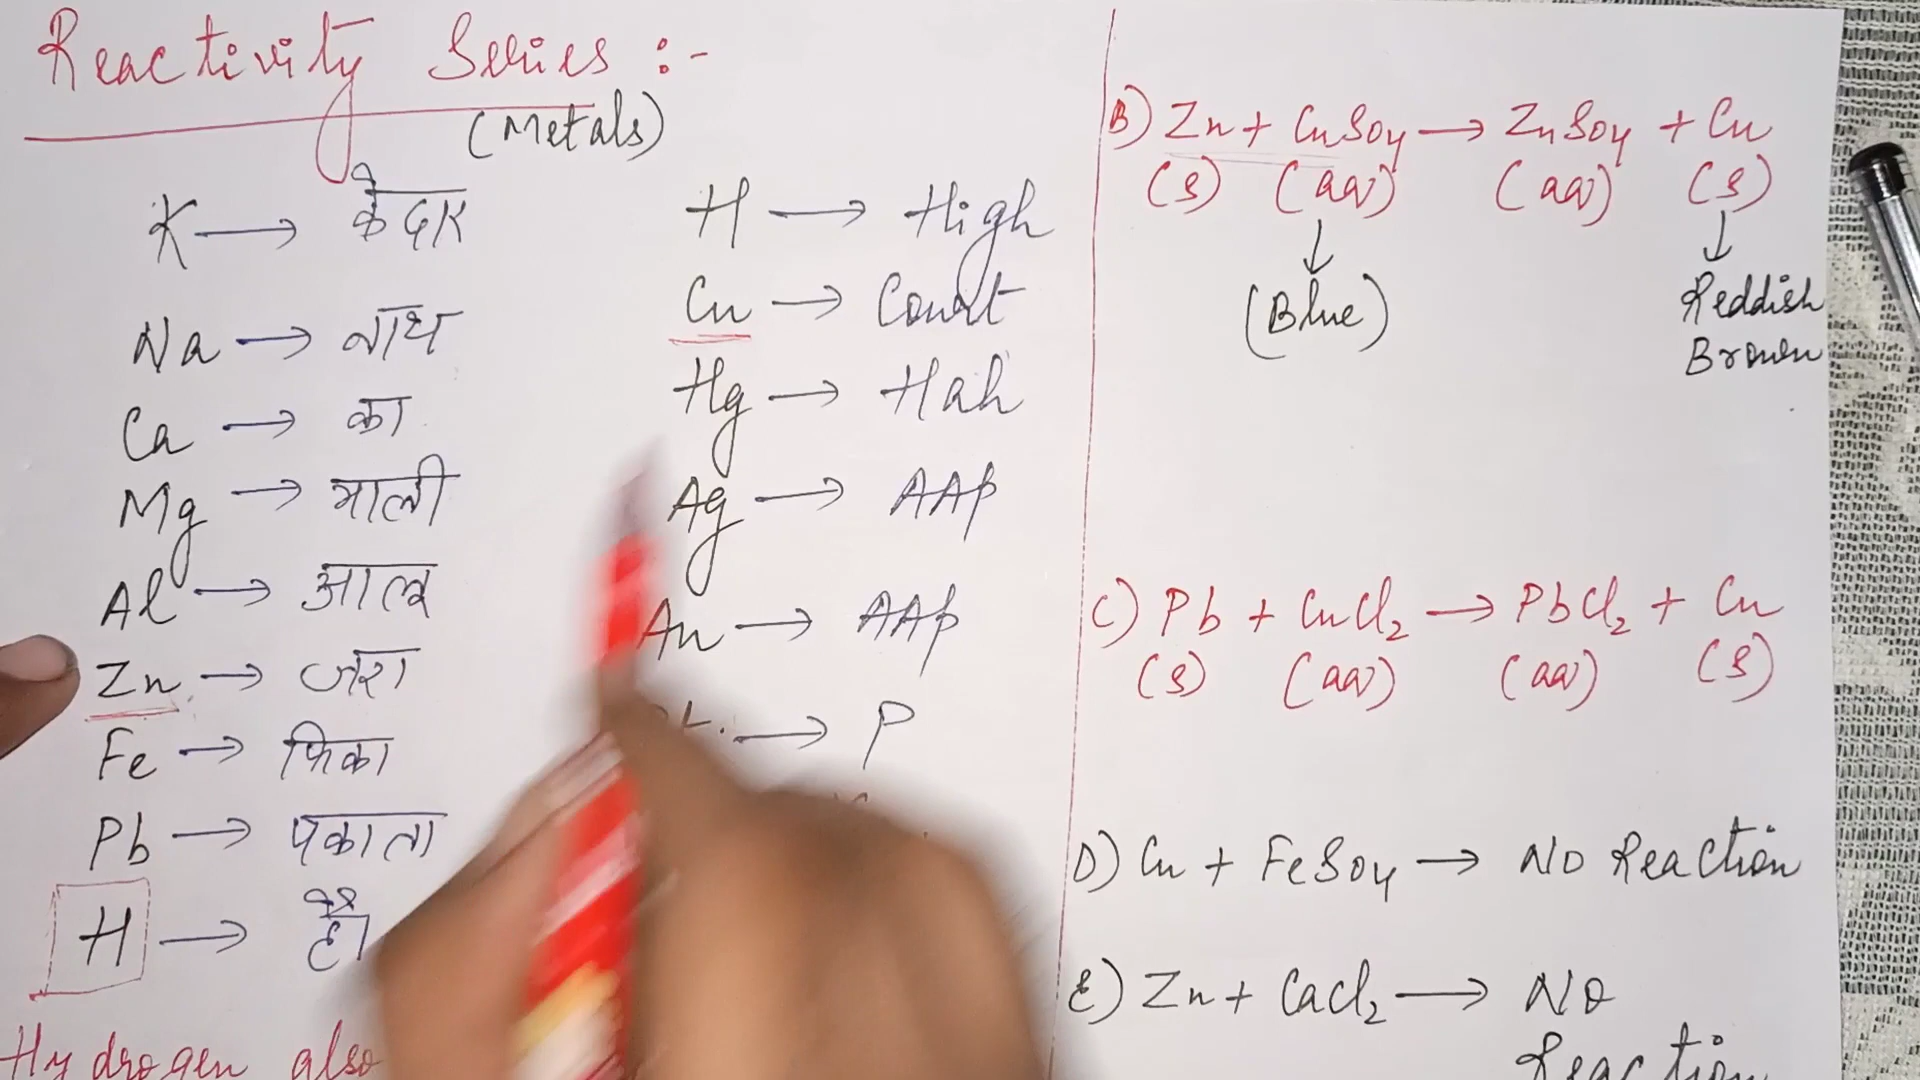 Reactivity Series :-
(Metals)
K → केदार
Na → नाथ
Ca → का
Mg → माली
Al → आलू
Zn → जरा
Fe → फिका
Pb → पकाता
H → है।
Hydrogen also
H → High
Cu → Court
Hg → Hah
Ag → AAp
Au → AAp
→ P
B) Zn + CuSO4 → ZnSO4 + Cu
(s) (aq) (aq) (s)
↓ ↓
(Blue) Reddish
Brown
C) Pb + CuCl2 → PbCl2 + Cu
(s) (aq) (aq) (s)
D) Cu + FeSO4 → No Reaction
E) Zn + CaCl2 → No
Reaction